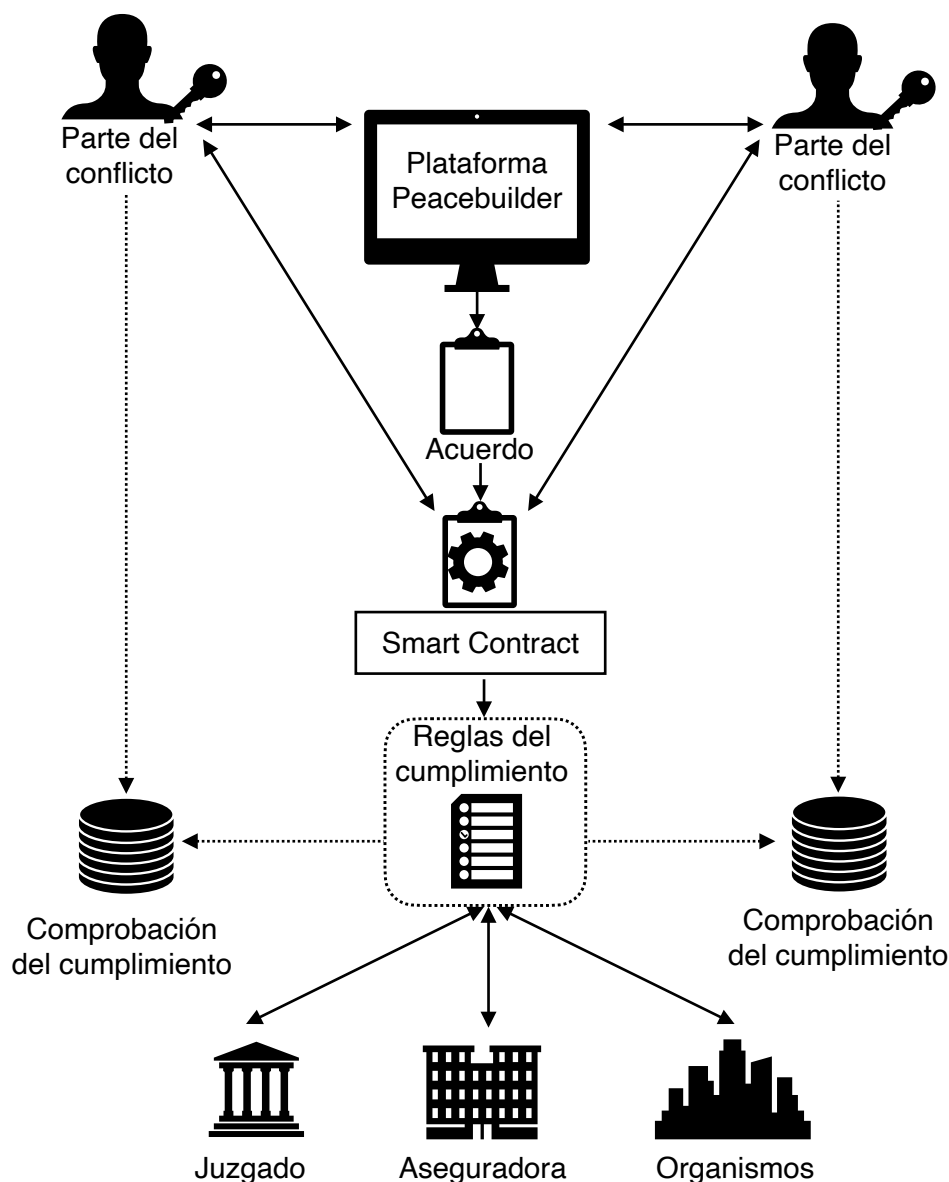 Parte del
conflicto
Plataforma
Peacebuilder
Parte del
conflicto
Acuerdo
Smart Contract
Reglas del
cumplimiento
Comprobación
del cumplimiento
Comprobación
del cumplimiento
Juzgado
Aseguradora
Organismos